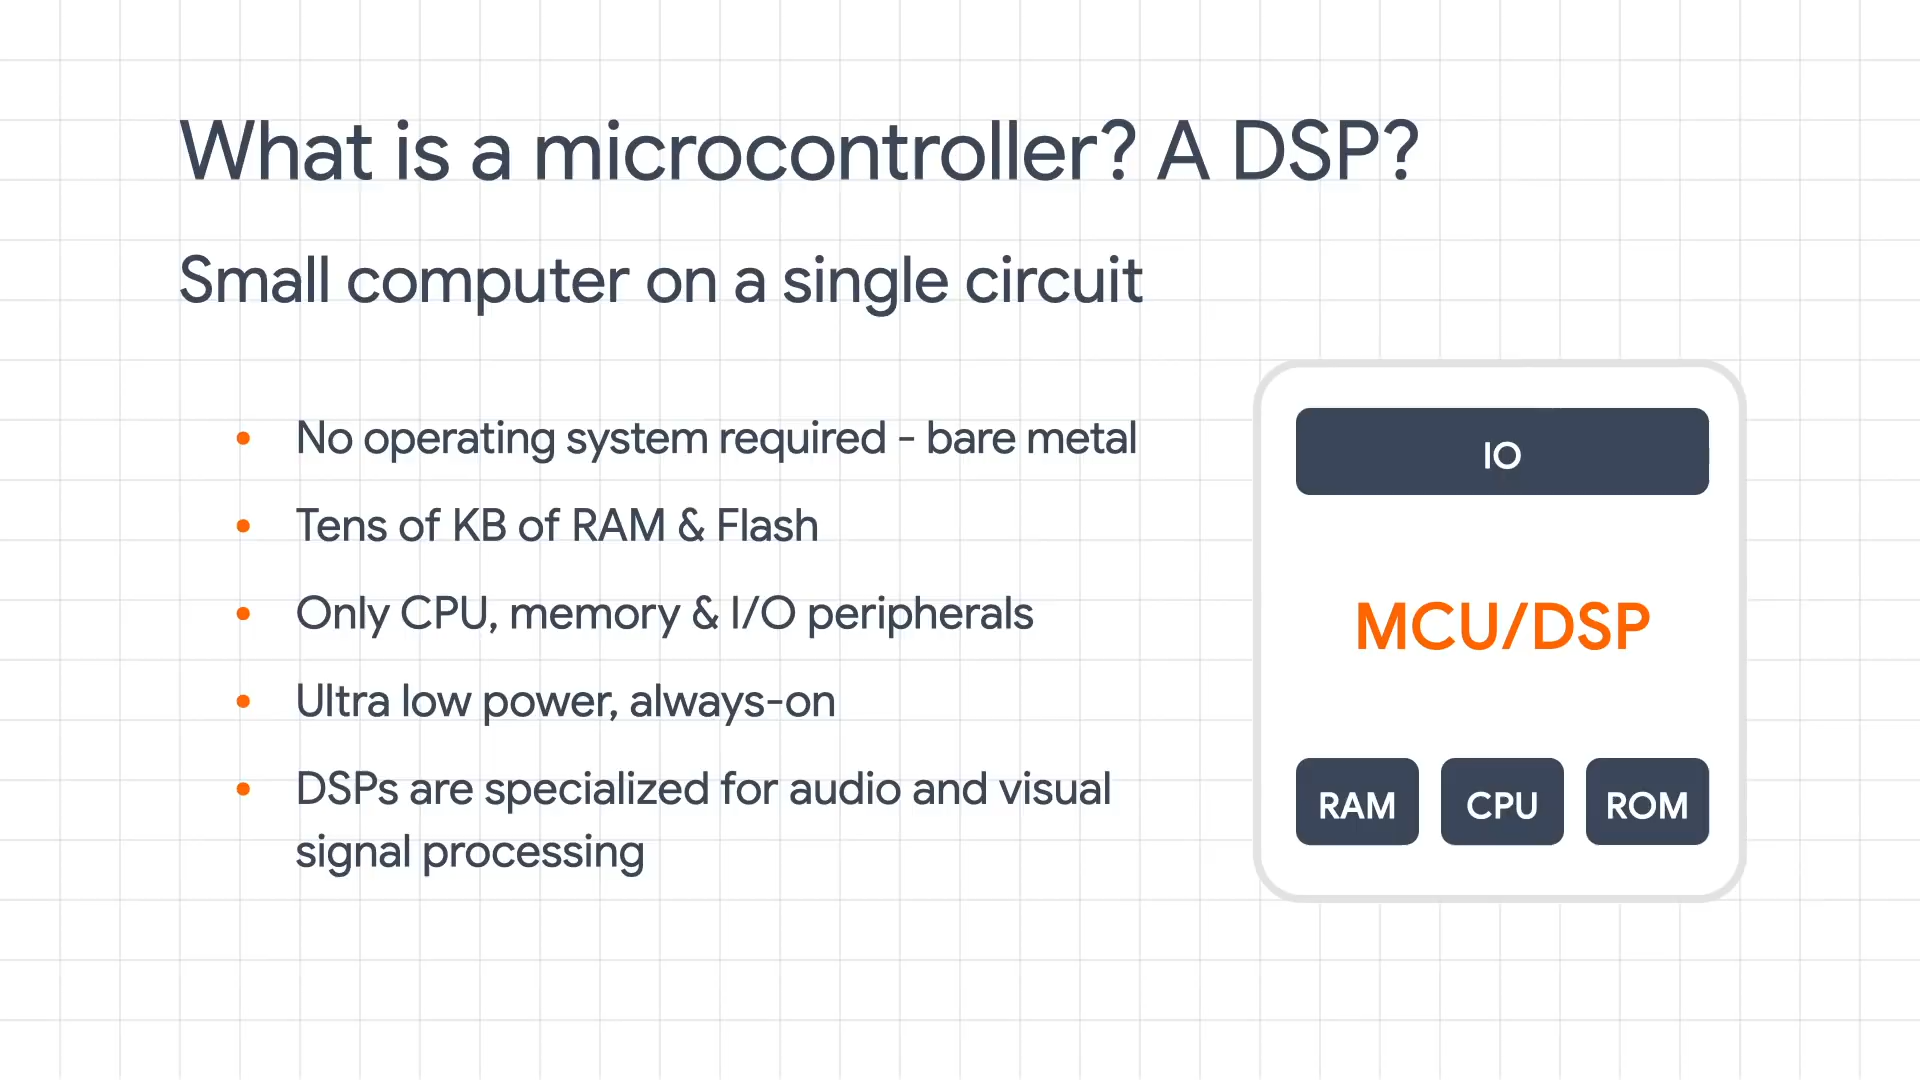 What is a microcontroller? A DSP?
Small computer on a single circuit
• No operating system required - bare metal
• Tens of KB of RAM & Flash
• Only CPU, memory & I/O peripherals
• Ultra low power, always-on
• DSPs are specialized for audio and visual
signal processing
IO
MCU/DSP
RAM CPU ROM